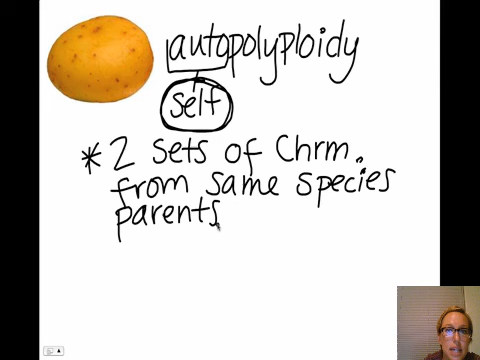 autopolyploidy
self
* 2 sets of Chrm.
from same species
parents